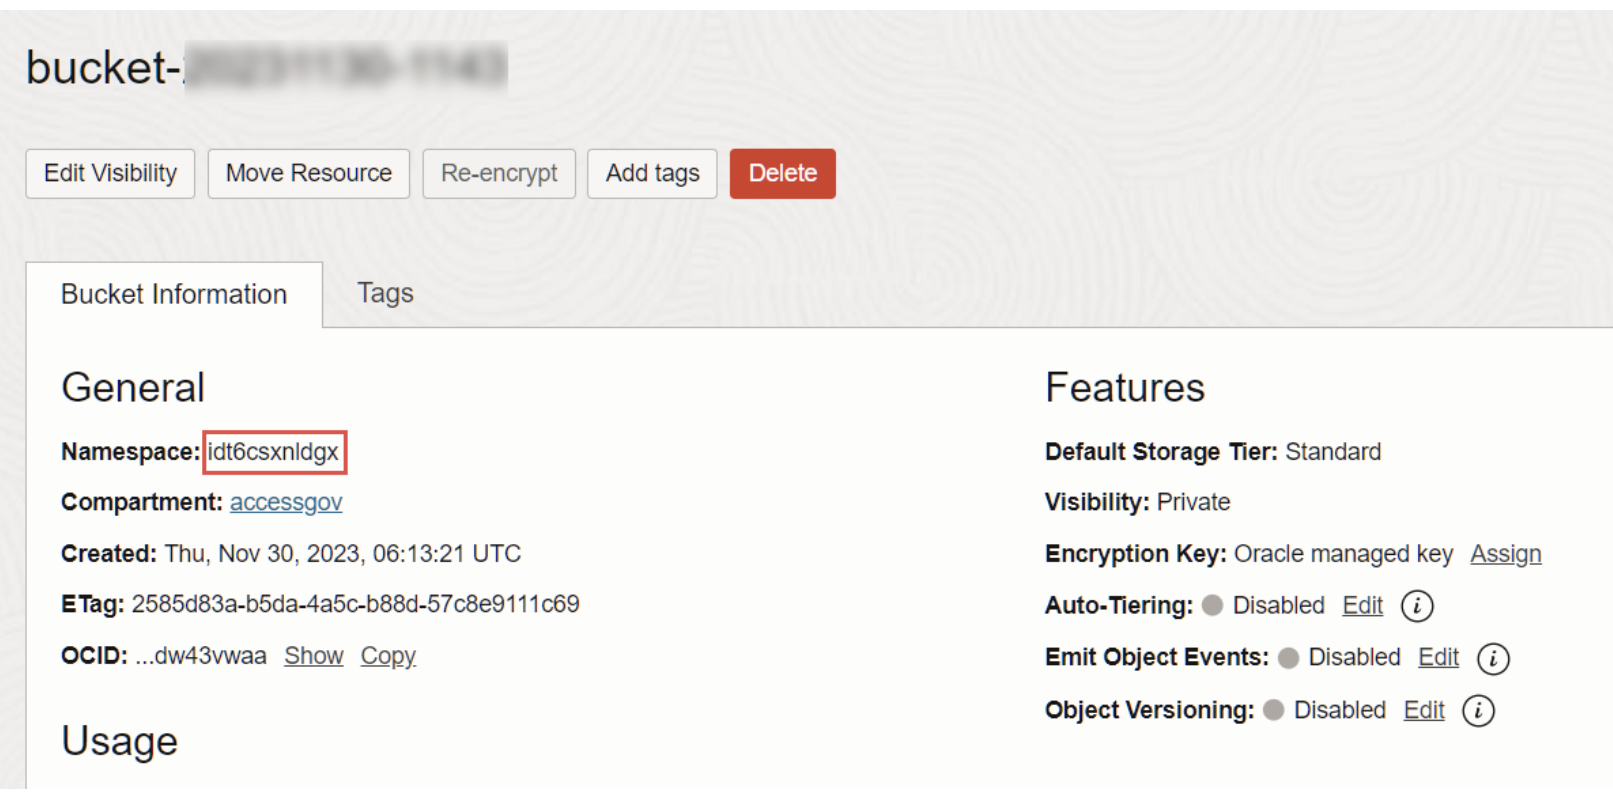 bucket-
Edit Visibility Move Resource Re-encrypt Add tags Delete
Bucket Information Tags
General
Namespace: idt6csxnldgx
Compartment: accessgov
Created: Thu, Nov 30, 2023, 06:13:21 UTC
ETag: 2585d83a-b5da-4a5c-b88d-57c8e9111c69
OCID: ...dw43vwaa Show Copy
Usage
Features
Default Storage Tier: Standard
Visibility: Private
Encryption Key: Oracle managed key Assign
Auto-Tiering: Disabled Edit i
Emit Object Events: Disabled Edit i
Object Versioning: Disabled Edit i